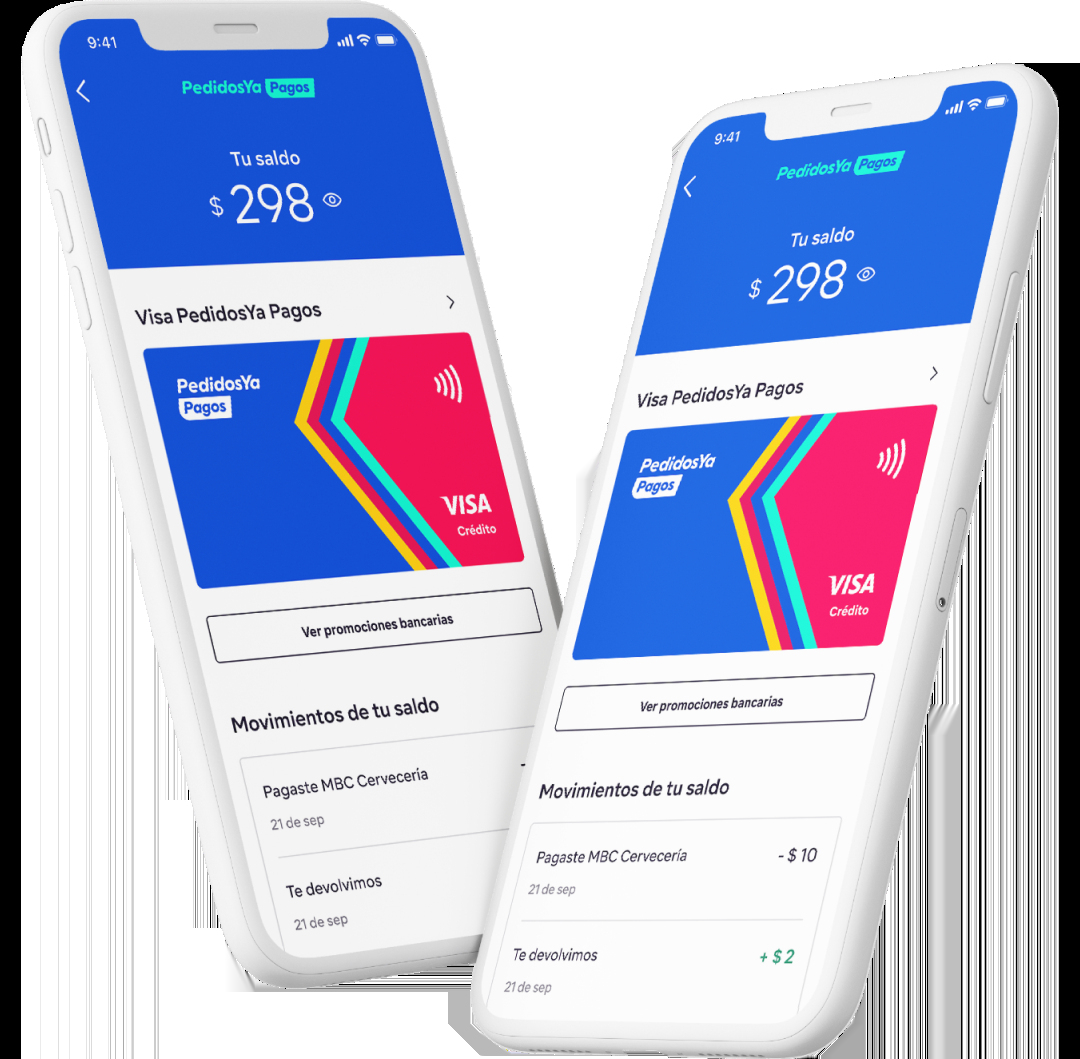 9:41
PedidosYa Pagos
Tu saldo
$ 298
Visa PedidosYa Pagos
PedidosYa
Pagos
VISA
Crédito
Ver promociones bancarias
Movimientos de tu saldo
Pagaste MBC Cervecería
-
21 de sep
Te devolvimos
21 de sep
9:41
PedidosYa Pagos
Tu saldo
$ 298
Visa PedidosYa Pagos
PedidosYa
Pagos
VISA
Crédito
Ver promociones bancarias
Movimientos de tu saldo
Pagaste MBC Cervecería - $ 10
21 de sep
Te devolvimos + $ 2
21 de sep